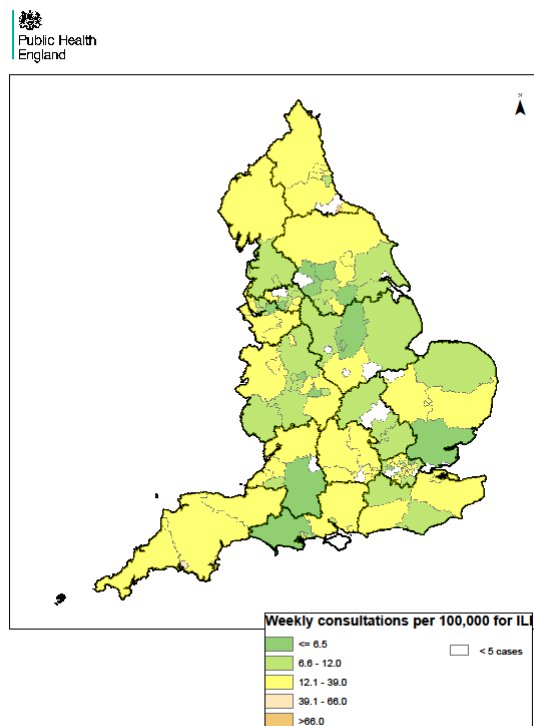 Public Health
England
N
Weekly consultations per 100,000 for ILI
<= 6.5
6.6 - 12.0
12.1 - 39.0
39.1 - 66.0
>66.0
< 5 cases